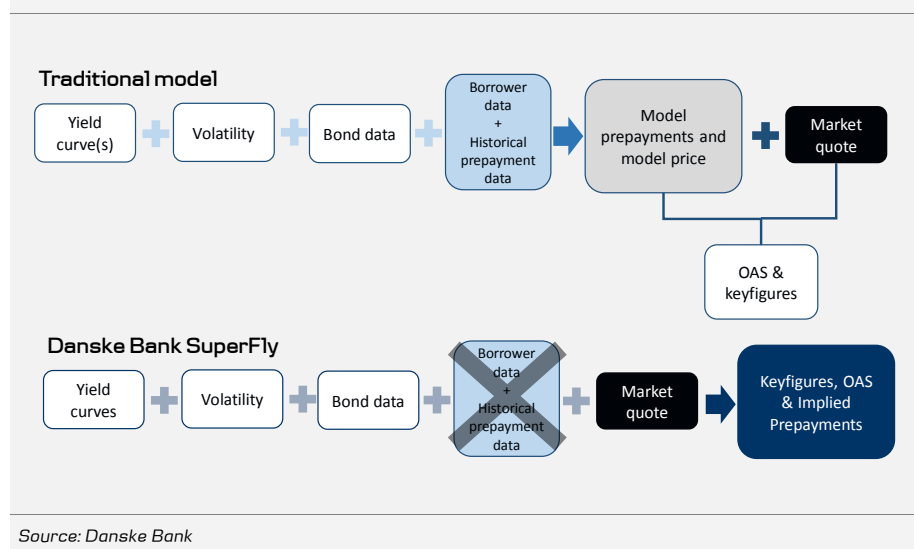 Traditional model
Yield
curve(s)
Volatility
Bond data
Borrower
data
+
Historical
prepayment
data
Model
prepayments and
model price
Market
quote
OAS &
keyfigures
Danske Bank SuperFly
Yield
curves
Volatility
Bond data
Borrower
data
+
Historical
prepayment
data
Market
quote
Keyfigures, OAS
& Implied
Prepayments
Source: Danske Bank